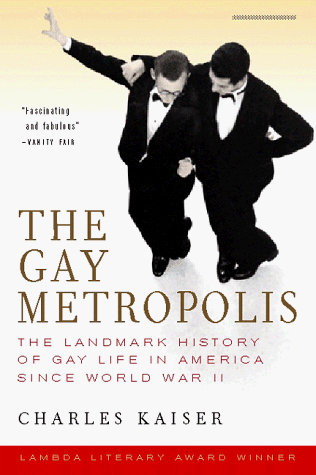 "Fascinating
and fabulous"
–VANITY FAIR
THE
GAY
METROPOLIS
THE LANDMARK HISTORY
OF GAY LIFE IN AMERICA
SINCE WORLD WAR II
CHARLES KAISER
LAMBDA LITERARY AWARD WINNER